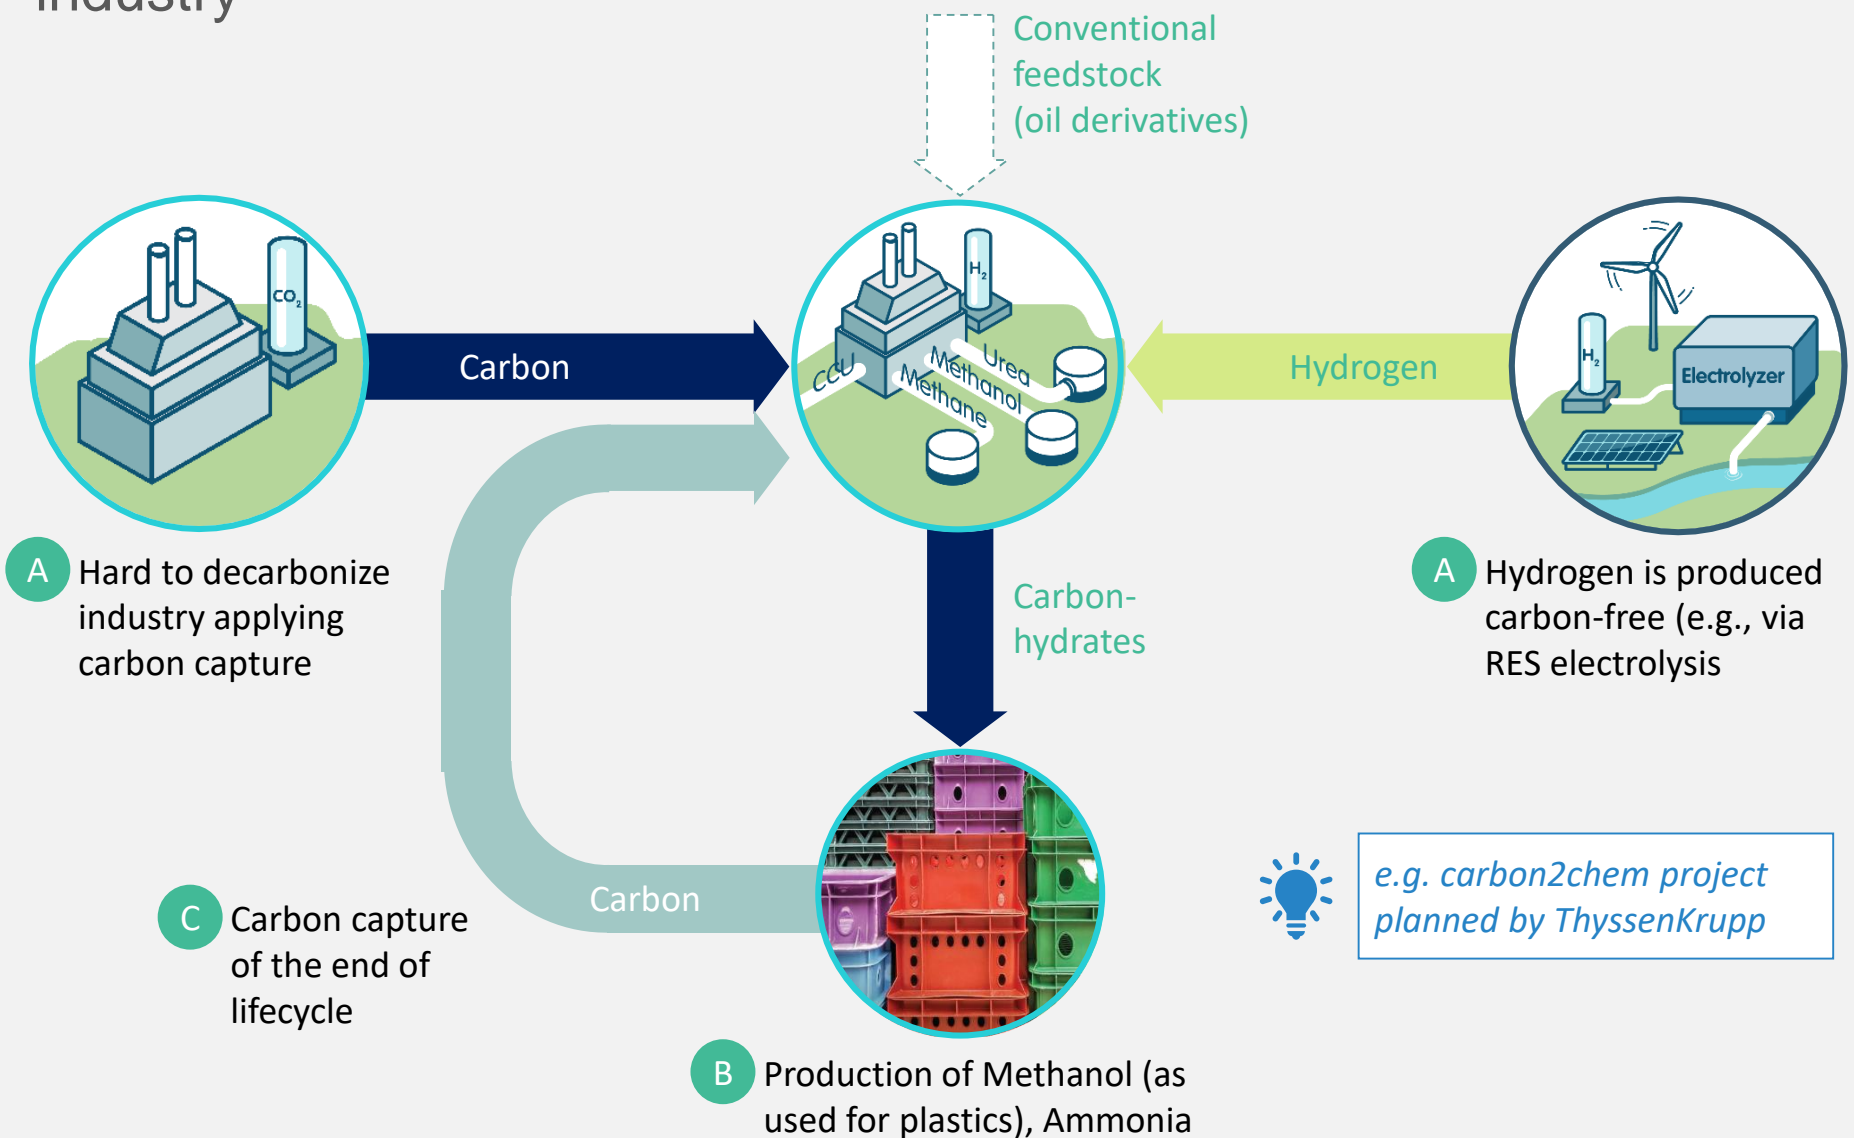 industry
Conventional
feedstock
(oil derivatives)
CO2
H2
CCU
Urea
Methanol
Methane
H2
Electrolyzer
Carbon
Hydrogen
A
Hard to decarbonize
industry applying
carbon capture
Carbon-
hydrates
A
Hydrogen is produced
carbon-free (e.g., via
RES electrolysis
Carbon
C
Carbon capture
of the end of
lifecycle
e.g. carbon2chem project
planned by ThyssenKrupp
B
Production of Methanol (as
used for plastics), Ammonia